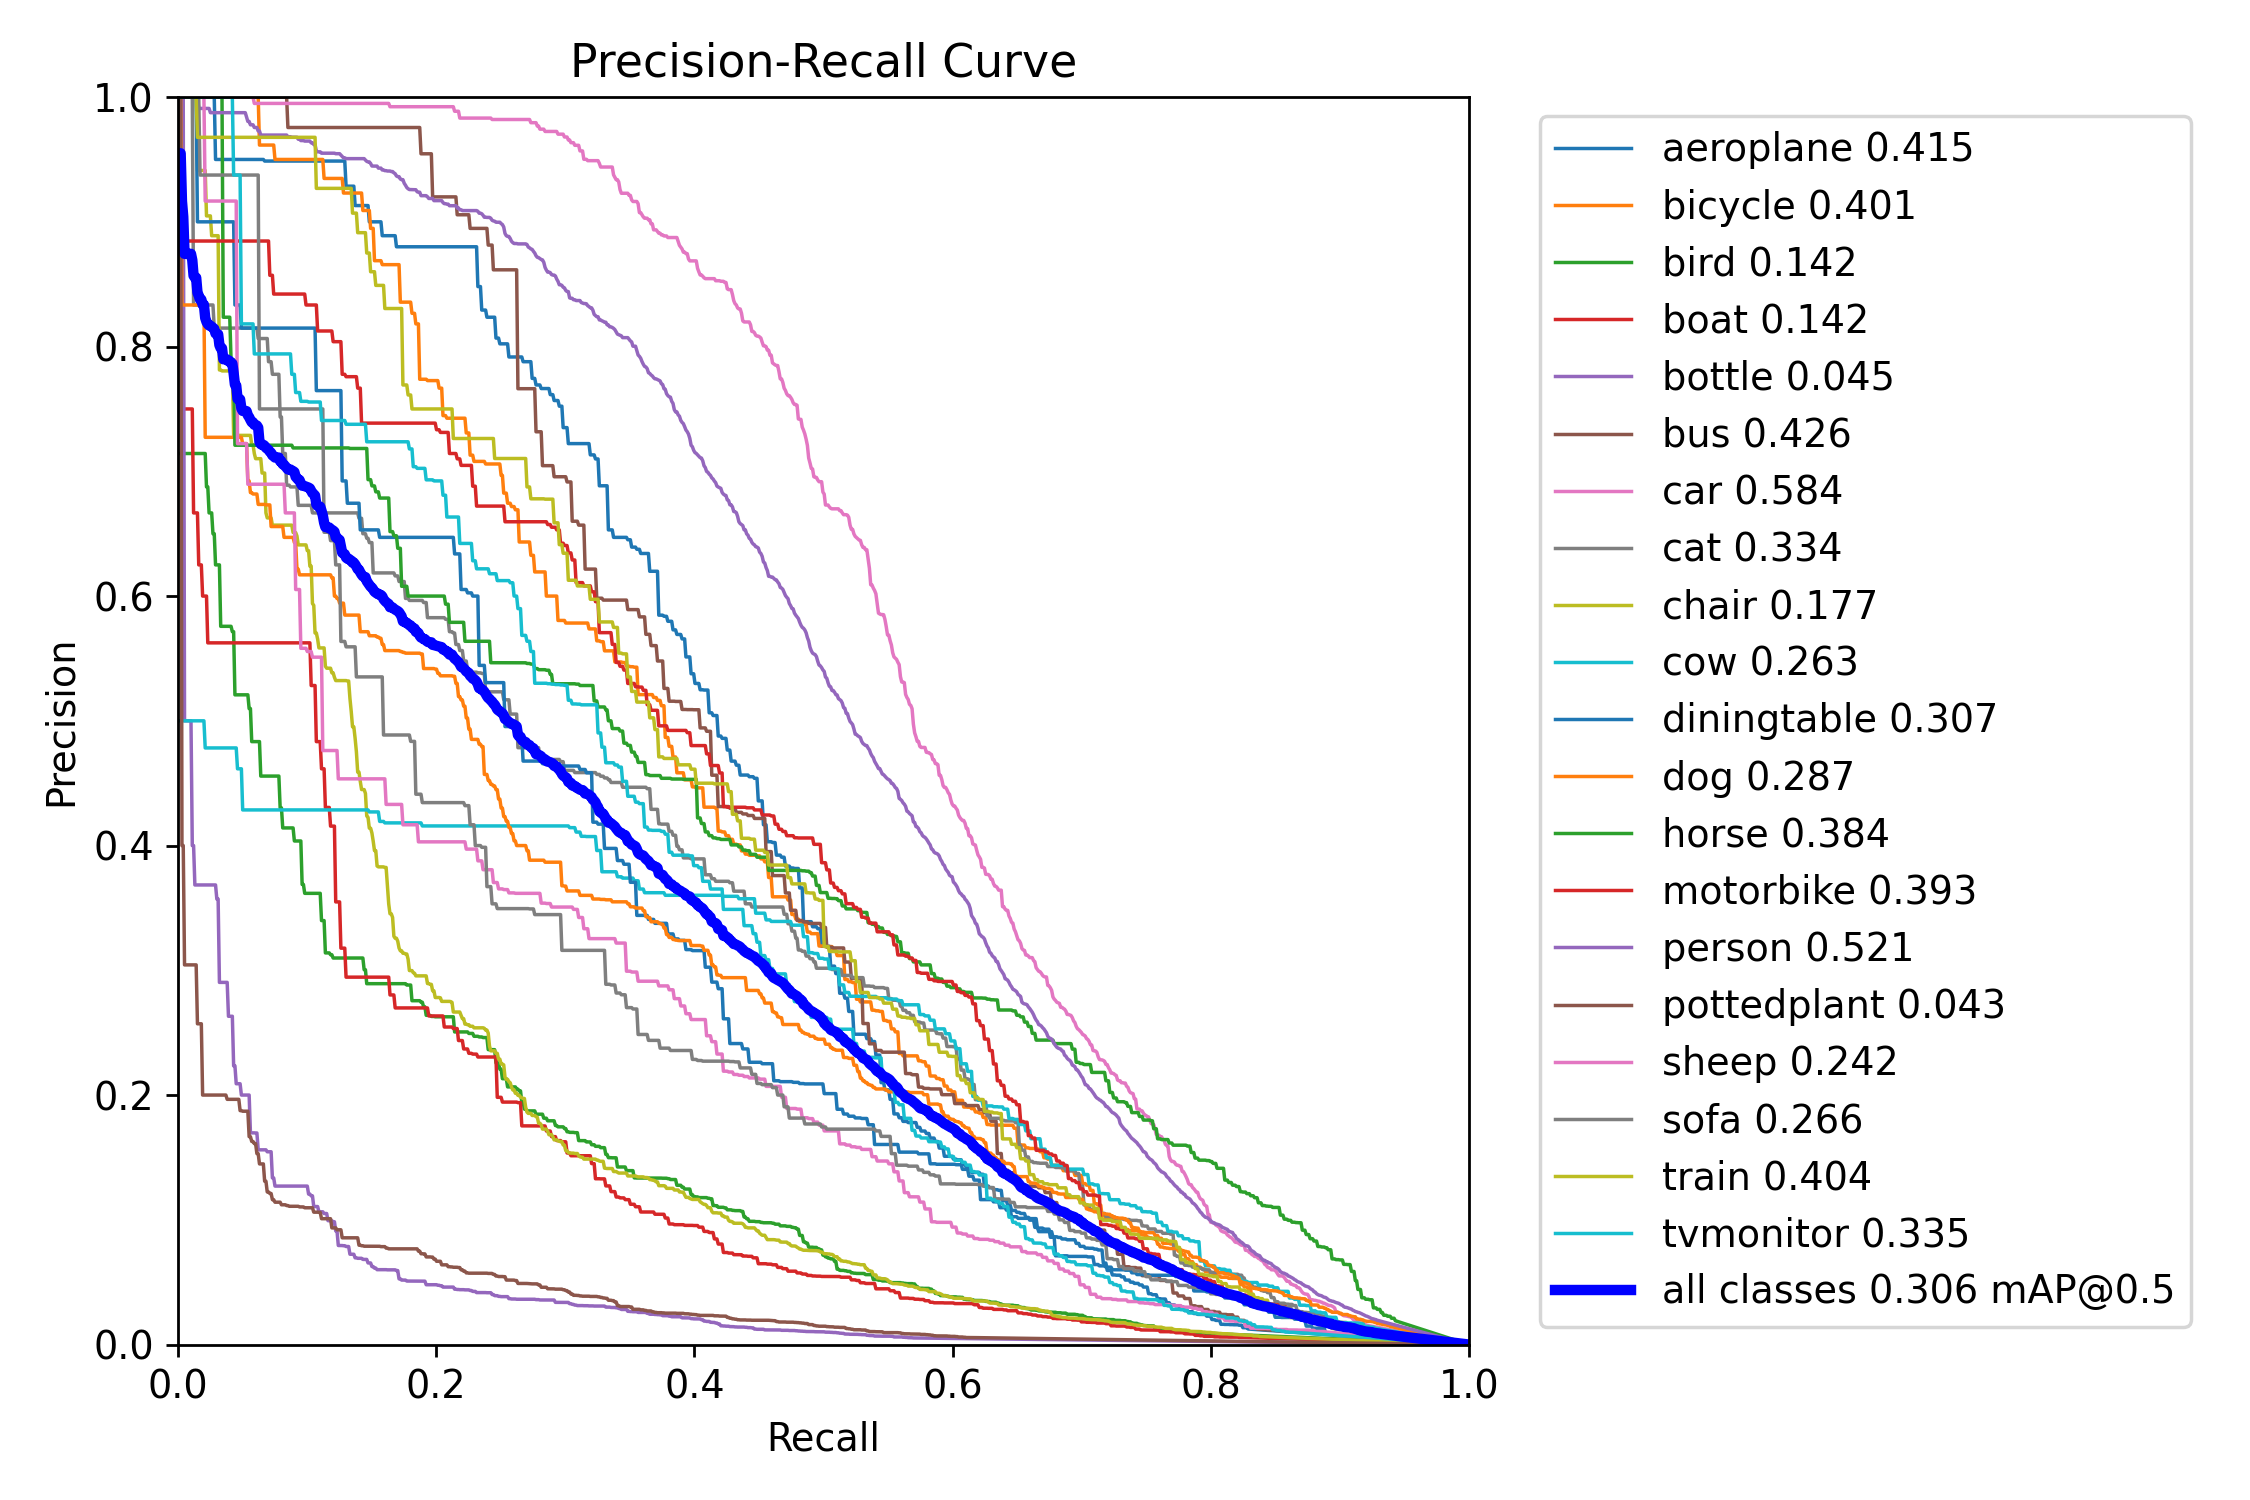 Precision-Recall Curve
1.0
0.8
0.6
0.4
0.2
0.0
Precision
0.0 0.2 0.4 0.6 0.8 1.0
Recall
aeroplane 0.415
bicycle 0.401
bird 0.142
boat 0.142
bottle 0.045
bus 0.426
car 0.584
cat 0.334
chair 0.177
cow 0.263
diningtable 0.307
dog 0.287
horse 0.384
motorbike 0.393
person 0.521
pottedplant 0.043
sheep 0.242
sofa 0.266
train 0.404
tvmonitor 0.335
all classes 0.306 mAP@0.5